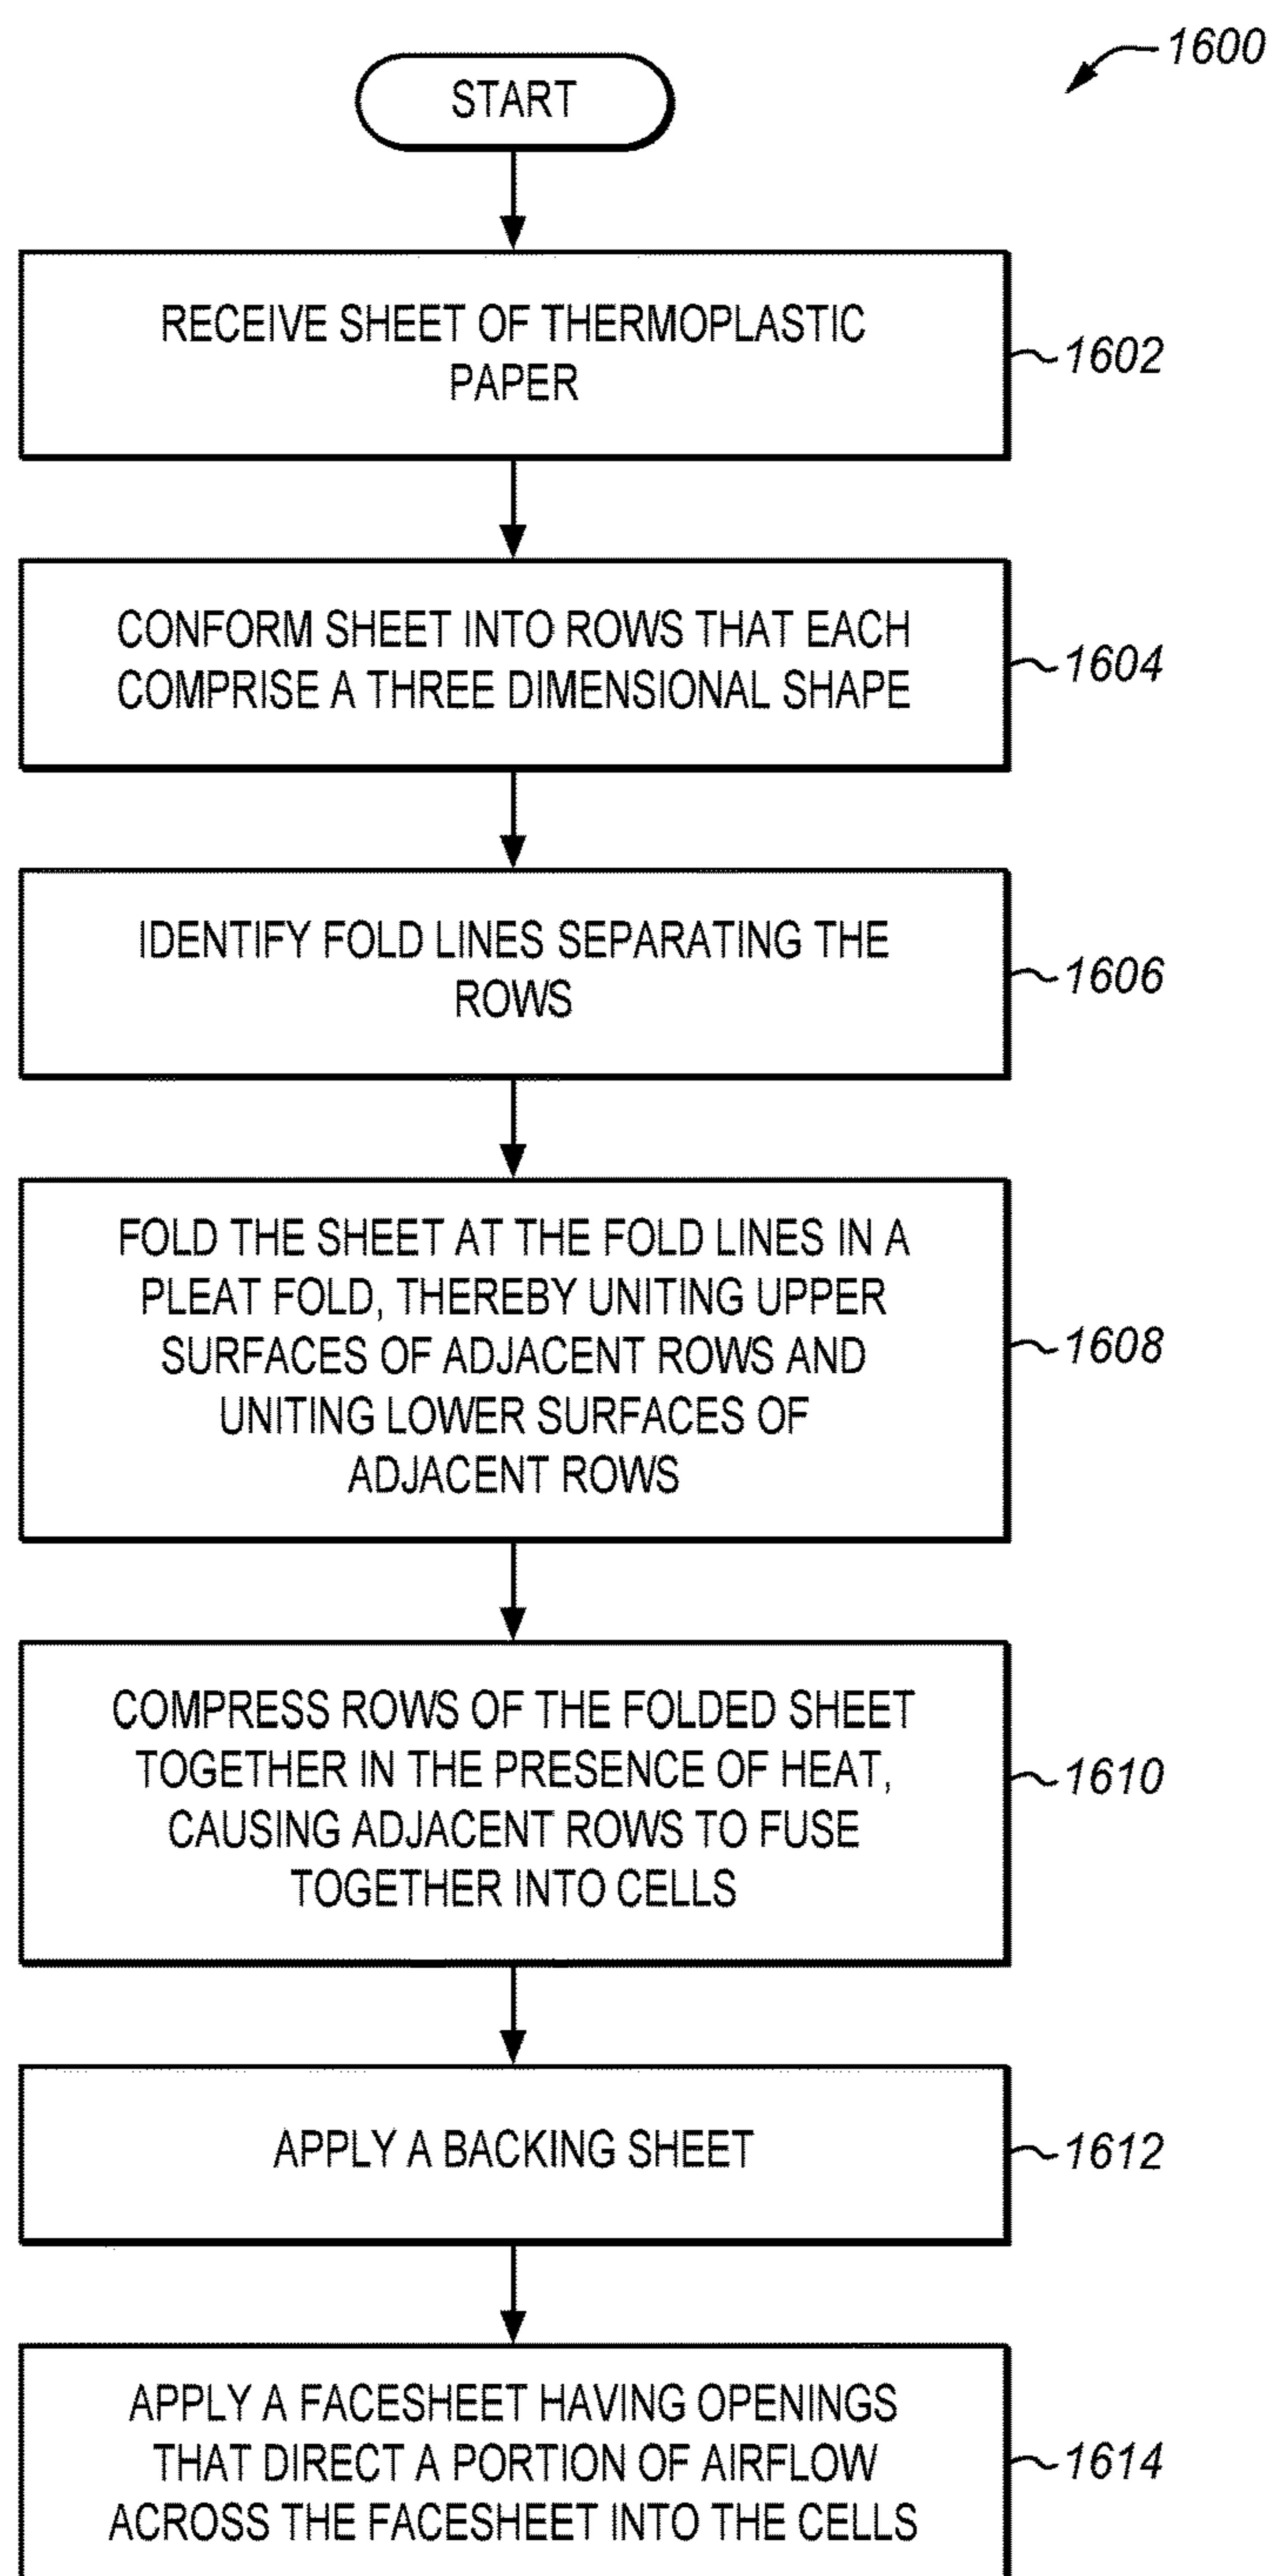 1600
START
RECEIVE SHEET OF THERMOPLASTIC
PAPER
1602
CONFORM SHEET INTO ROWS THAT EACH
COMPRISE A THREE DIMENSIONAL SHAPE
1604
IDENTIFY FOLD LINES SEPARATING THE
ROWS
1606
FOLD THE SHEET AT THE FOLD LINES IN A
PLEAT FOLD, THEREBY UNITING UPPER
SURFACES OF ADJACENT ROWS AND
UNITING LOWER SURFACES OF
ADJACENT ROWS
1608
COMPRESS ROWS OF THE FOLDED SHEET
TOGETHER IN THE PRESENCE OF HEAT,
CAUSING ADJACENT ROWS TO FUSE
TOGETHER INTO CELLS
1610
APPLY A BACKING SHEET
1612
APPLY A FACESHEET HAVING OPENINGS
THAT DIRECT A PORTION OF AIRFLOW
ACROSS THE FACESHEET INTO THE CELLS
1614